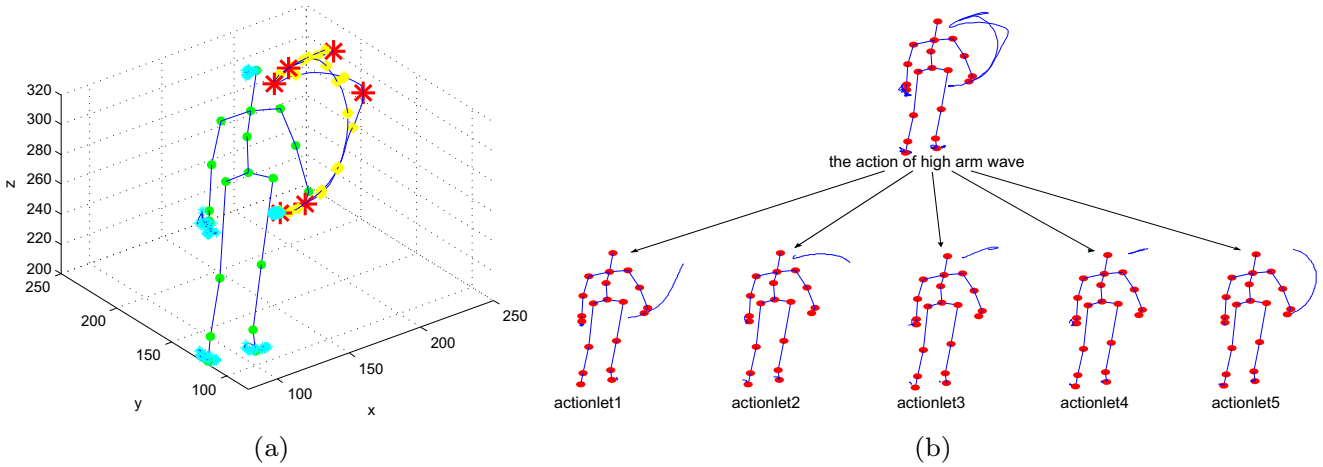 320
300
280
260
240
220
200
z
250
200
150
100
y
100
150
200
250
x
(a)
the action of high arm wave
actionlet1 actionlet2 actionlet3 actionlet4 actionlet5
(b)